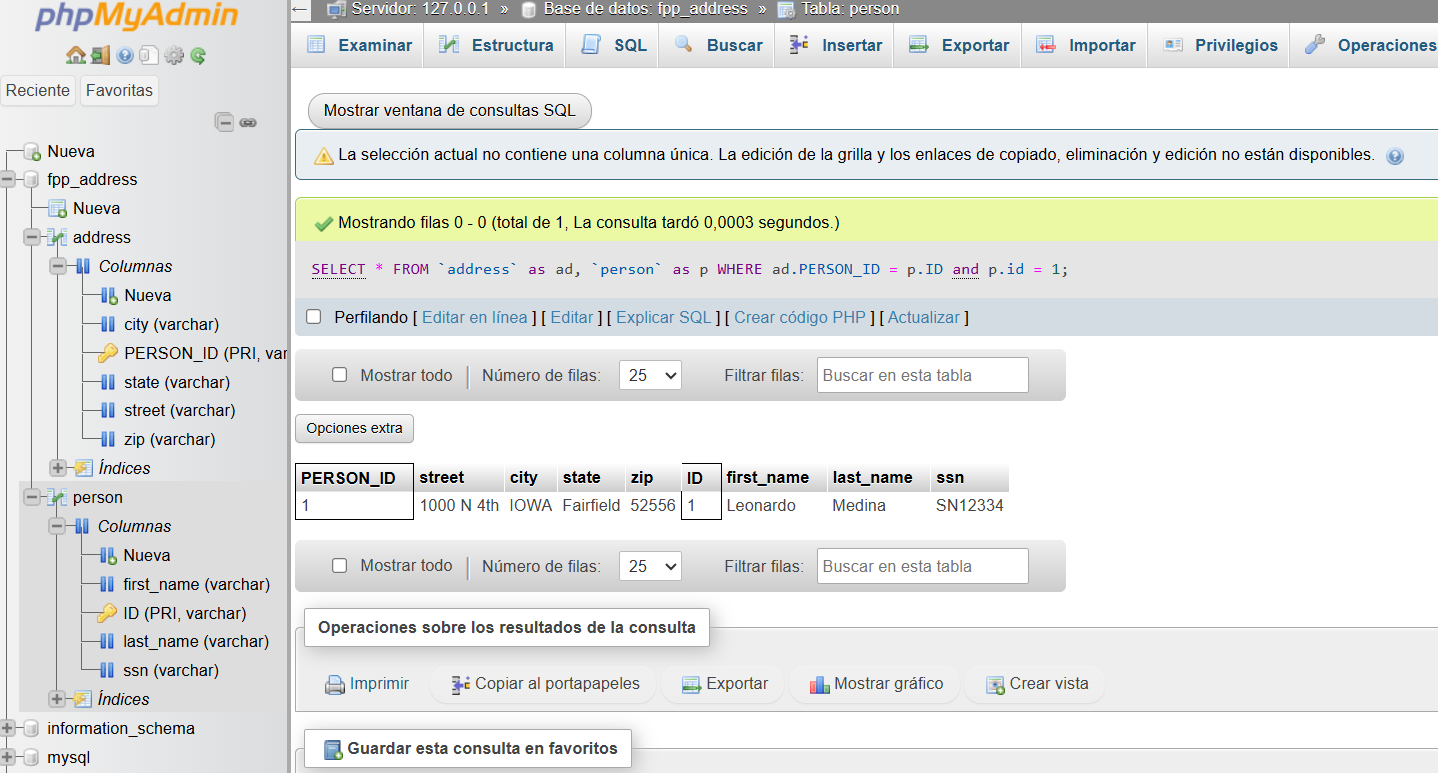 phpMyAdmin
Reciente Favoritas
Nueva
fpp_address
Nueva
address
Columnas
Nueva
city (varchar)
PERSON_ID (PRI, var
state (varchar)
street (varchar)
zip (varchar)
Índices
person
Columnas
Nueva
first_name (varchar)
ID (PRI, varchar)
last_name (varchar)
ssn (varchar)
Índices
information_schema
mysql
Servidor: 127.0.0.1 » Base de datos: fpp_address » Tabla: person
Examinar Estructura SQL Buscar Insertar Exportar Importar Privilegios Operaciones
Mostrar ventana de consultas SQL
La selección actual no contiene una columna única. La edición de la grilla y los enlaces de copiado, eliminación y edición no están disponibles.
Mostrando filas 0 - 0 (total de 1, La consulta tardó 0,0003 segundos.)
SELECT * FROM `address` as ad, `person` as p WHERE ad.PERSON_ID = p.ID and p.id = 1;
Perfilando [ Editar en línea ] [ Editar ] [ Explicar SQL ] [ Crear código PHP ] [ Actualizar ]
Mostrar todo | Número de filas: 25 Filtrar filas: Buscar en esta tabla
Opciones extra
PERSON_ID street city state zip ID first_name last_name ssn
1 1000 N 4th IOWA Fairfield 52556 1 Leonardo Medina SN12334
Mostrar todo | Número de filas: 25 Filtrar filas: Buscar en esta tabla
Operaciones sobre los resultados de la consulta
Imprimir Copiar al portapapeles Exportar Mostrar gráfico Crear vista
Guardar esta consulta en favoritos